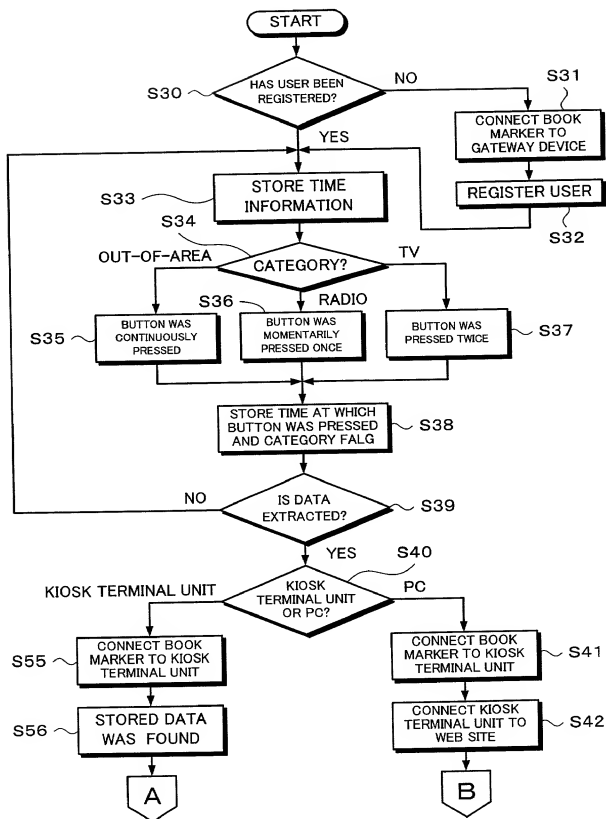 START
HAS USER BEEN
REGISTERED?
S30
NO
S31
CONNECT BOOK
MARKER TO
GATEWAY DEVICE
YES
REGISTER USER
S32
S33
STORE TIME
INFORMATION
S34
OUT-OF-AREA
CATEGORY?
TV
S36
RADIO
S35
BUTTON WAS
CONTINUOUSLY
PRESSED
BUTTON WAS
MOMENTARILY
PRESSED ONCE
BUTTON WAS
PRESSED TWICE
S37
STORE TIME AT WHICH
BUTTON WAS PRESSED
AND CATEGORY FALG
S38
NO
IS DATA
EXTRACTED?
S39
YES
S40
KIOSK TERMINAL UNIT
KIOSK
TERMINAL UNIT
OR PC?
PC
S55
CONNECT BOOK
MARKER TO KIOSK
TERMINAL UNIT
CONNECT BOOK
MARKER TO KIOSK
TERMINAL UNIT
S41
S56
STORED DATA
WAS FOUND
CONNECT KIOSK
TERMINAL UNIT TO
WEB SITE
S42
A
B